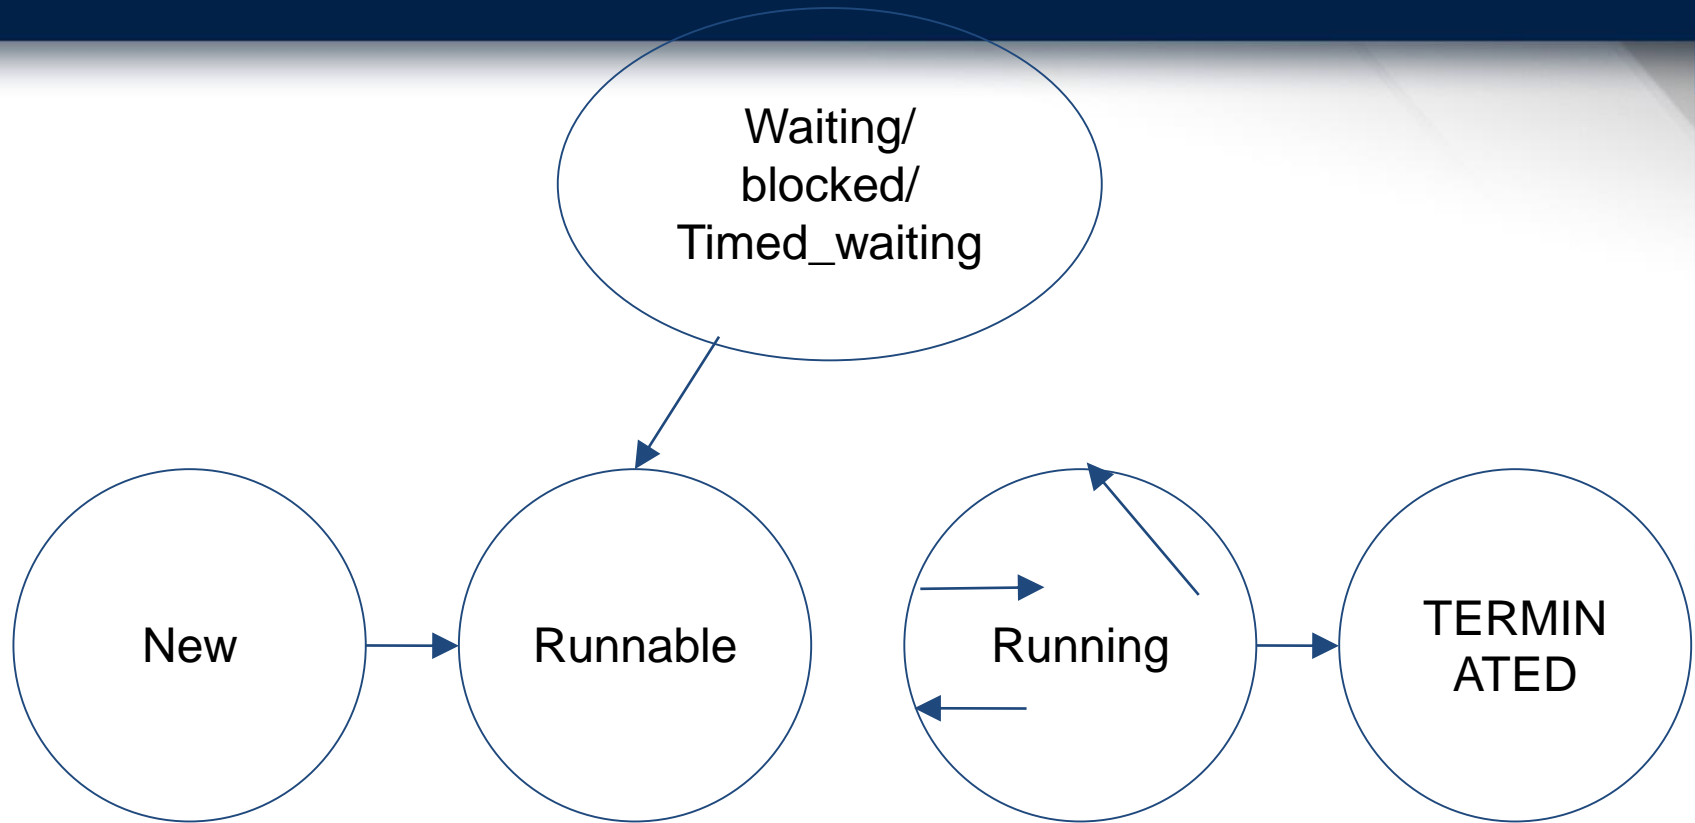 Waiting/
blocked/
Timed_waiting
New
Runnable
Running
TERMIN
ATED